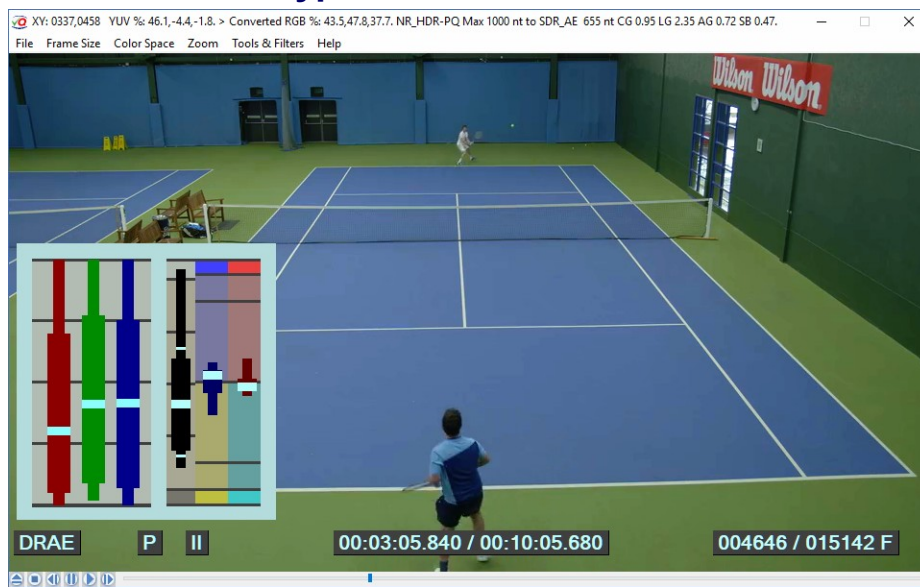 XY: 0337,0458 YUV %: 46.1,-4.4,-1.8. > Converted RGB %: 43.5,47.8,37.7. NR_HDR-PQ Max 1000 nt to SDR_AE 655 nt CG 0.95 LG 2.35 AG 0.72 SB 0.47.
File Frame Size Color Space Zoom Tools & Filters Help
Wilson Wilson
DRAE P II 00:03:05.840 / 00:10:05.680 004646 / 015142 F